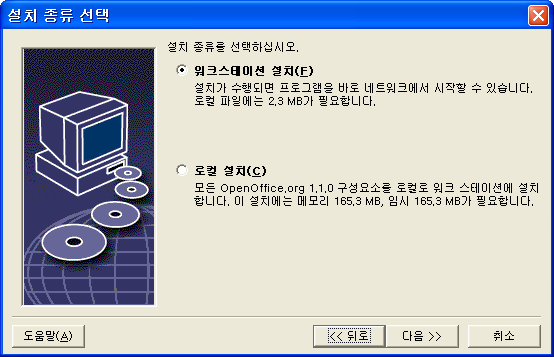 설치 종류 선택
설치 종류을 선택하십시오.
워크스테이션 설치(F)
설치가 수행되면 프로그램을 바로 네트워크에서 시작할 수 있습니다.
로컬 파일에는 2,3 MB가 필요합니다.
로컬 설치(C)
모든 OpenOffice.org 1.1.0 구성요소을 로컬로 워크 스테이션에 설치
합니다. 이 설치에는 메모리 165,3 MB, 임시 165,3 MB가 필요합니다.
도움말(A)
<< 뒤로
다음 >>
취소